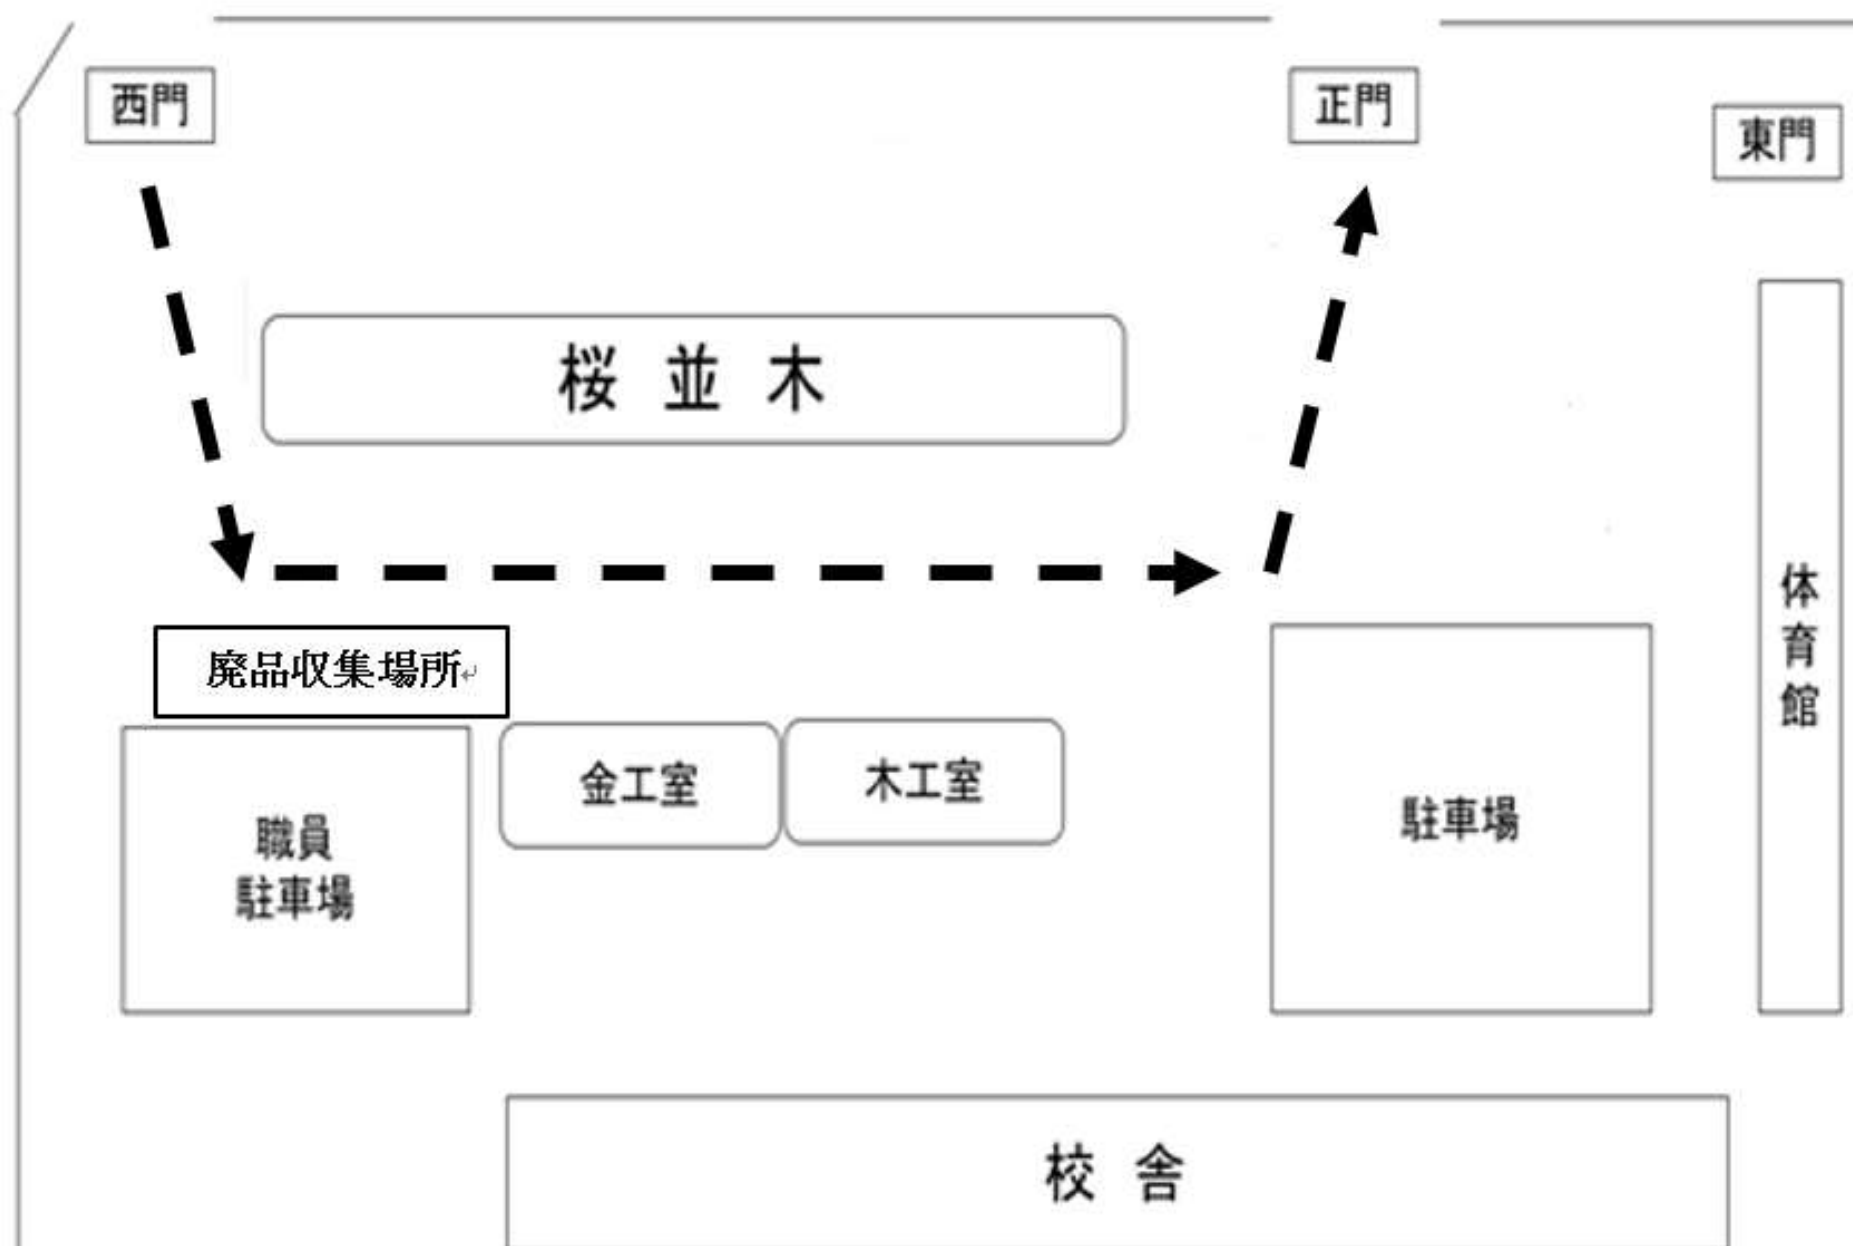 西門
正門
東門
桜並木
体育館
廃品収集場所
金工室
木工室
職員
駐車場
駐車場
校舎